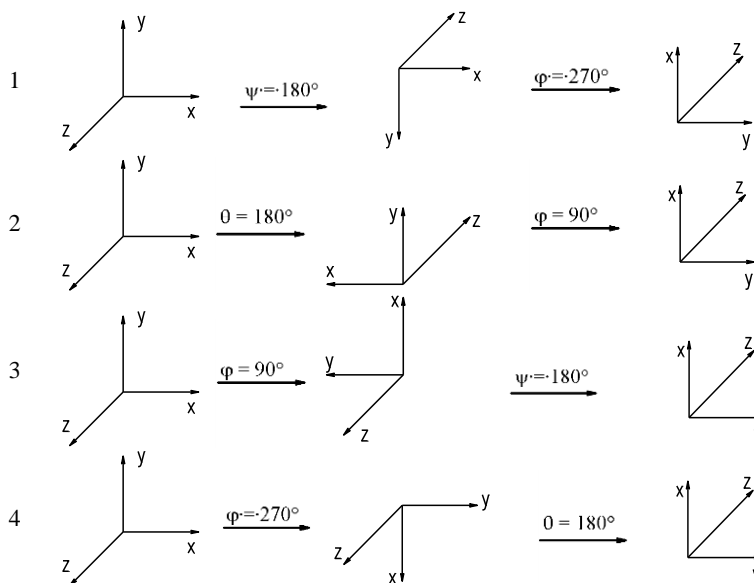 1
y
x
z
ψ·=·180°
z
x
y
φ·=·270°
x
z
y
2
y
x
z
0 = 180°
y
z
x
φ = 90°
x
z
y
3
y
x
z
φ = 90°
x
y
z
ψ·=·180°
x
z
4
y
x
z
φ·=·270°
y
z
x
0 = 180°
x
z